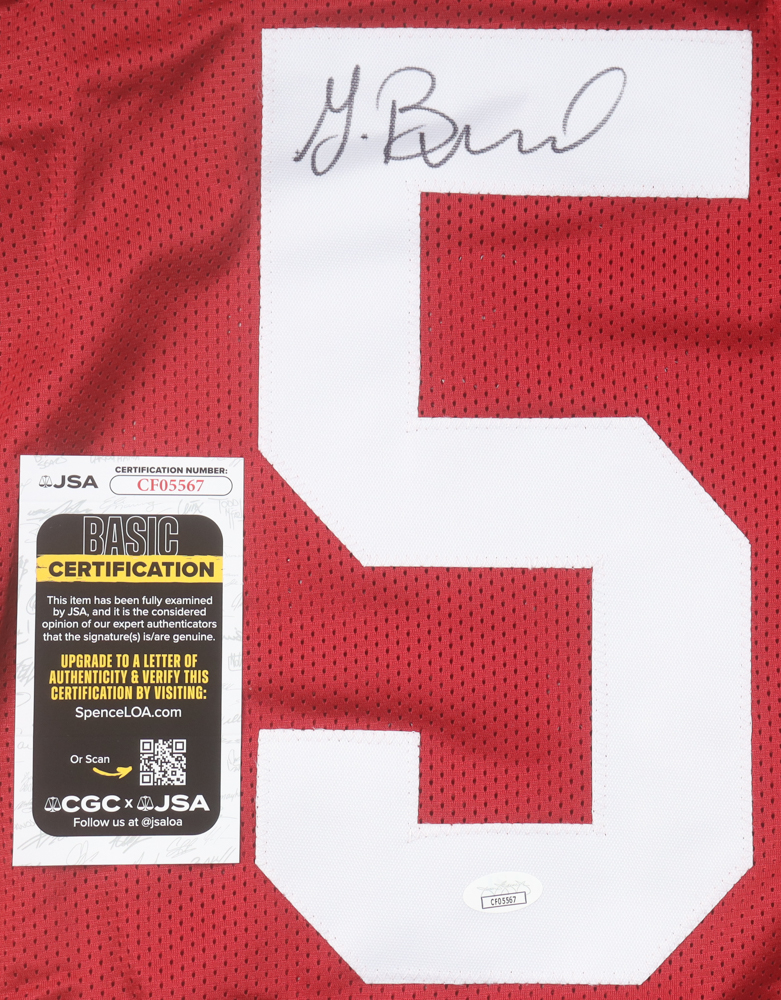 5
JSA
CERTIFICATION NUMBER:
CF05567
BASIC
CERTIFICATION
This item has been fully examined
by JSA, and it is the considered
opinion of our expert authenticators
that the signature(s) is/are genuine.
UPGRADE TO A LETTER OF
AUTHENTICITY & VERIFY THIS
CERTIFICATION BY VISITING:
SpenceLOA.com
Or Scan
CGC x JSA
Follow us at @jsaloa
CF05567